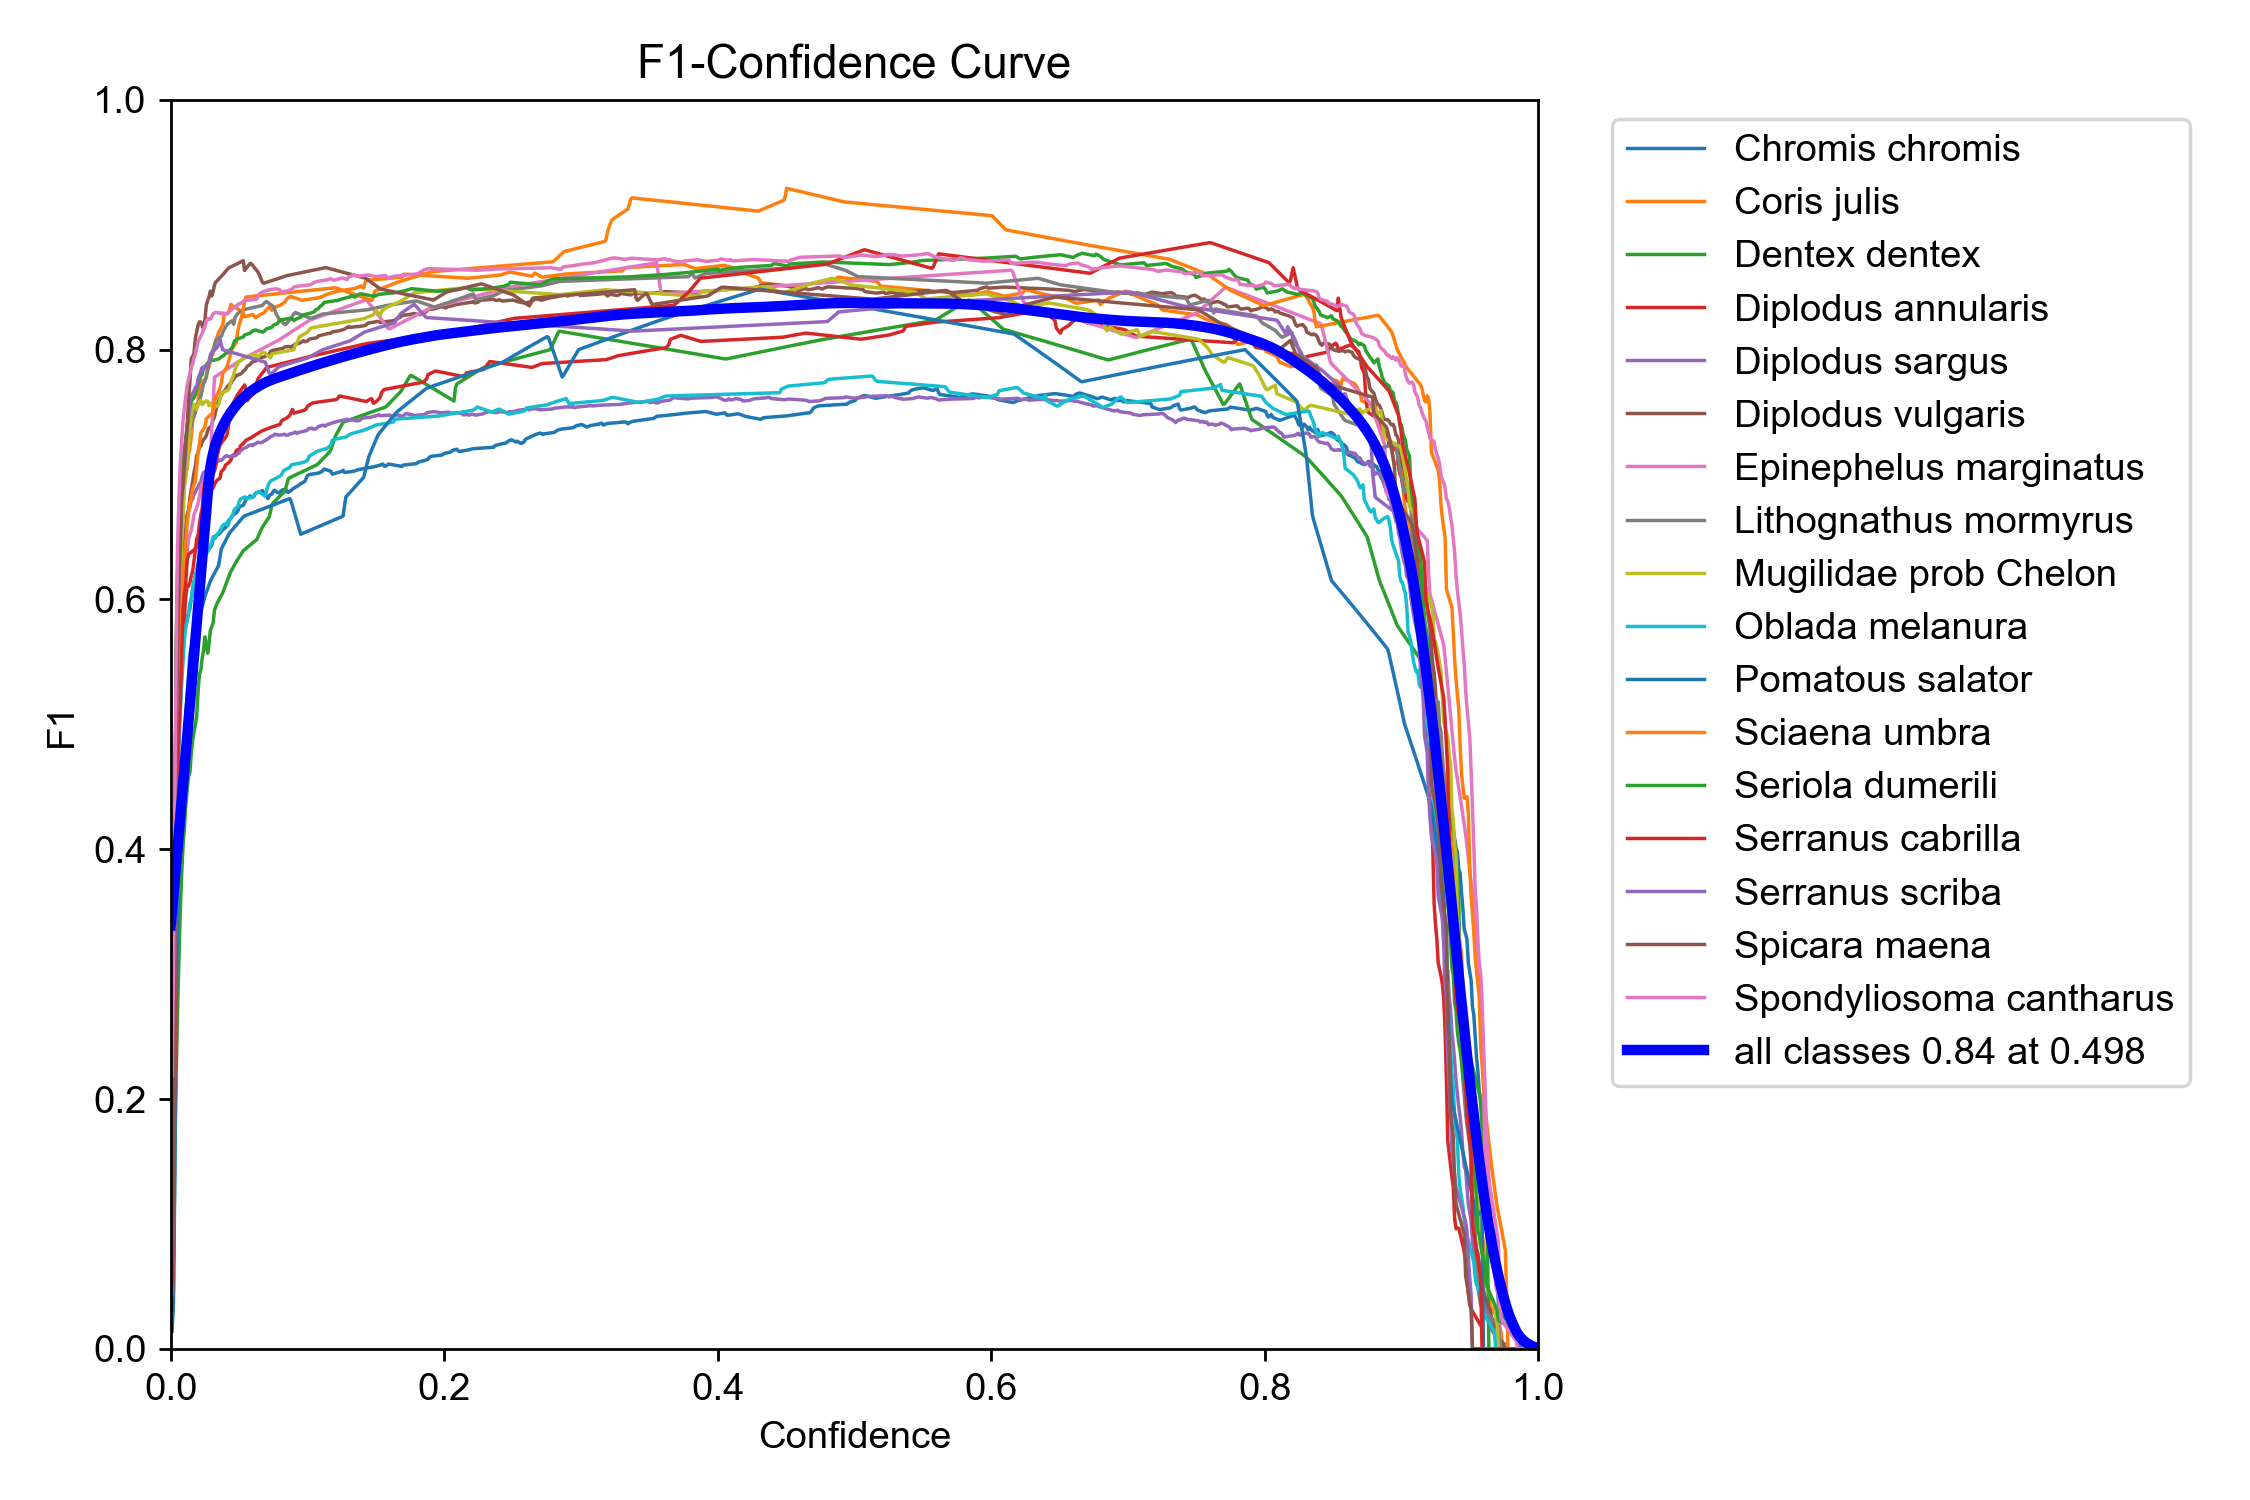 F1-Confidence Curve
1.0
0.8
0.6
0.4
0.2
0.0
F1
0.0 0.2 0.4 0.6 0.8 1.0
Confidence
Chromis chromis
Coris julis
Dentex dentex
Diplodus annularis
Diplodus sargus
Diplodus vulgaris
Epinephelus marginatus
Lithognathus mormyrus
Mugilidae prob Chelon
Oblada melanura
Pomatous salator
Sciaena umbra
Seriola dumerili
Serranus cabrilla
Serranus scriba
Spicara maena
Spondyliosoma cantharus
all classes 0.84 at 0.498